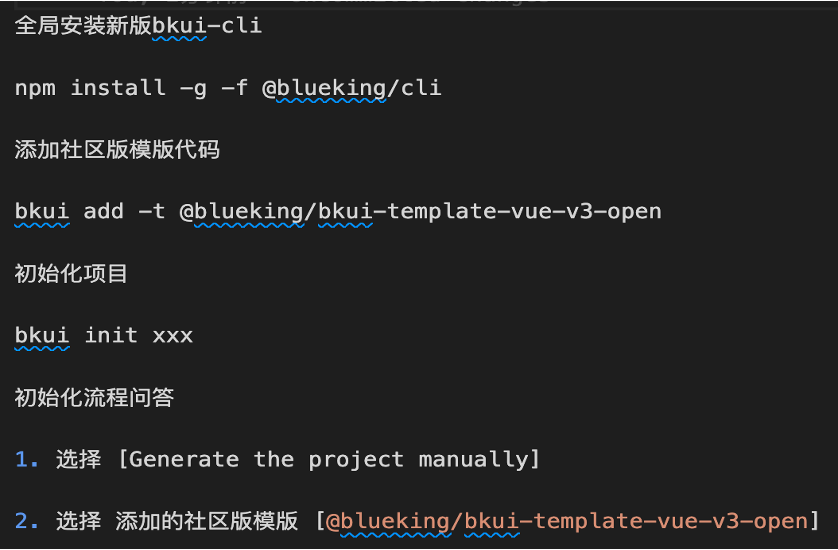 全局安装新版bkui-cli
npm install -g -f @blueking/cli
添加社区版模版代码
bkui add -t @blueking/bkui-template-vue-v3-open
初始化项目
bkui init xxx
初始化流程问答
1. 选择 [Generate the project manually]
2. 选择 添加的社区版模版 [@blueking/bkui-template-vue-v3-open]